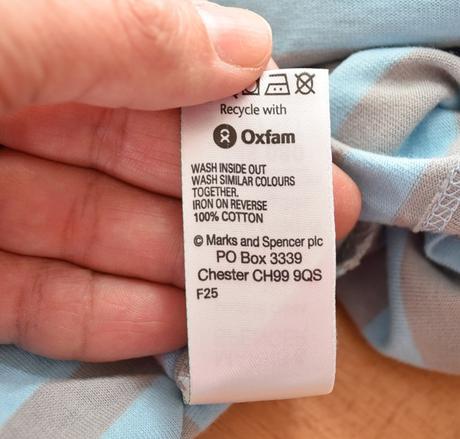 Recycle with
Oxfam
WASH INSIDE OUT
WASH SIMILAR COLOURS
TOGETHER.
IRON ON REVERSE
100% COTTON
© Marks and Spencer plc
PO Box 3339
Chester CH99 9QS
F25